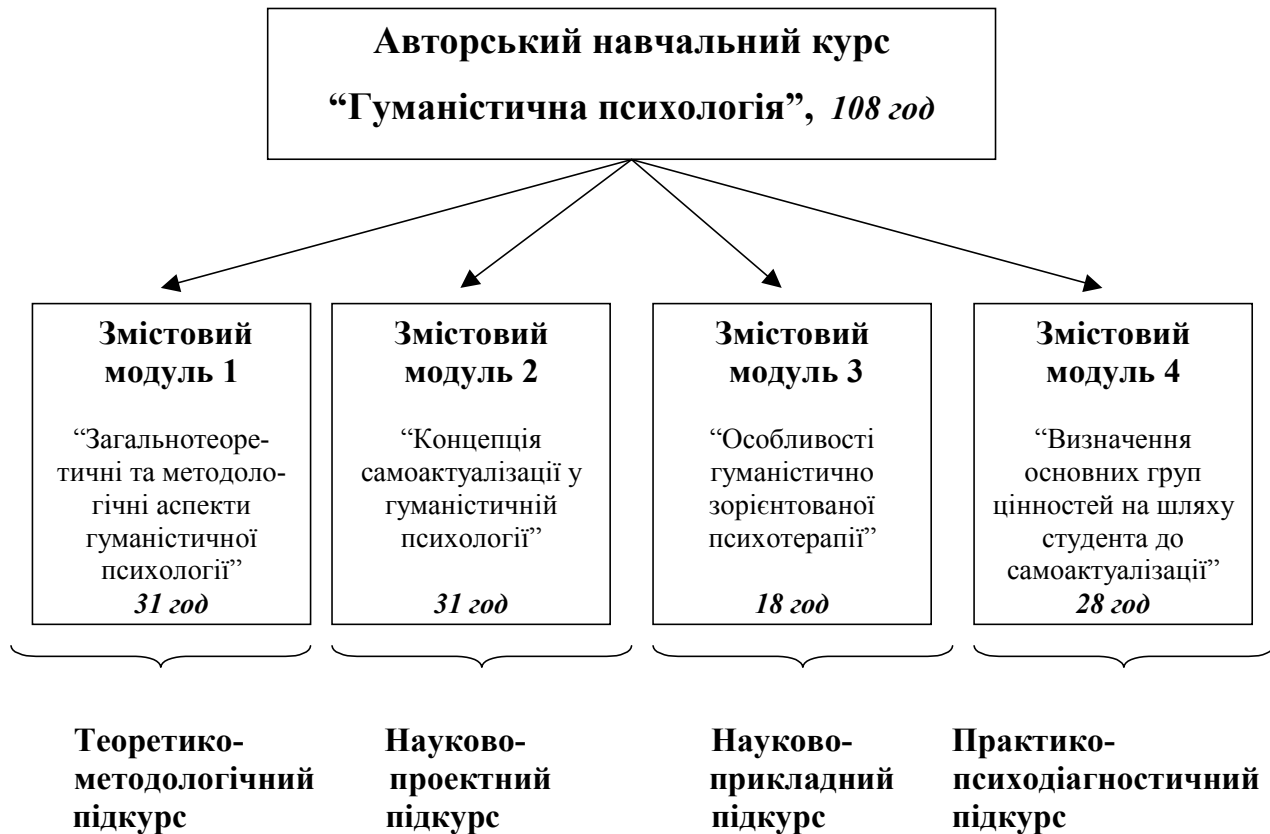 Авторський навчальний курс
“Гуманістична психологія”, 108 год
Змістовий
модуль 1
“Загальнотеоре-
тичні та методоло-
гічні аспекти
гуманістичної
психології”
31 год
Змістовий
модуль 2
“Концепція
самоактуалізації у
гуманістичній
психології”
31 год
Змістовий
модуль 3
“Особливості
гуманістично
зорієнтованої
психотерапії”
18 год
Змістовий
модуль 4
“Визначення
основних груп
цінностей на шляху
студента до
самоактуалізації”
28 год
Теоретико-
методологічний
підкурс
Науково-
проектний
підкурс
Науково-
прикладний
підкурс
Практико-
психодіагностичний
підкурс